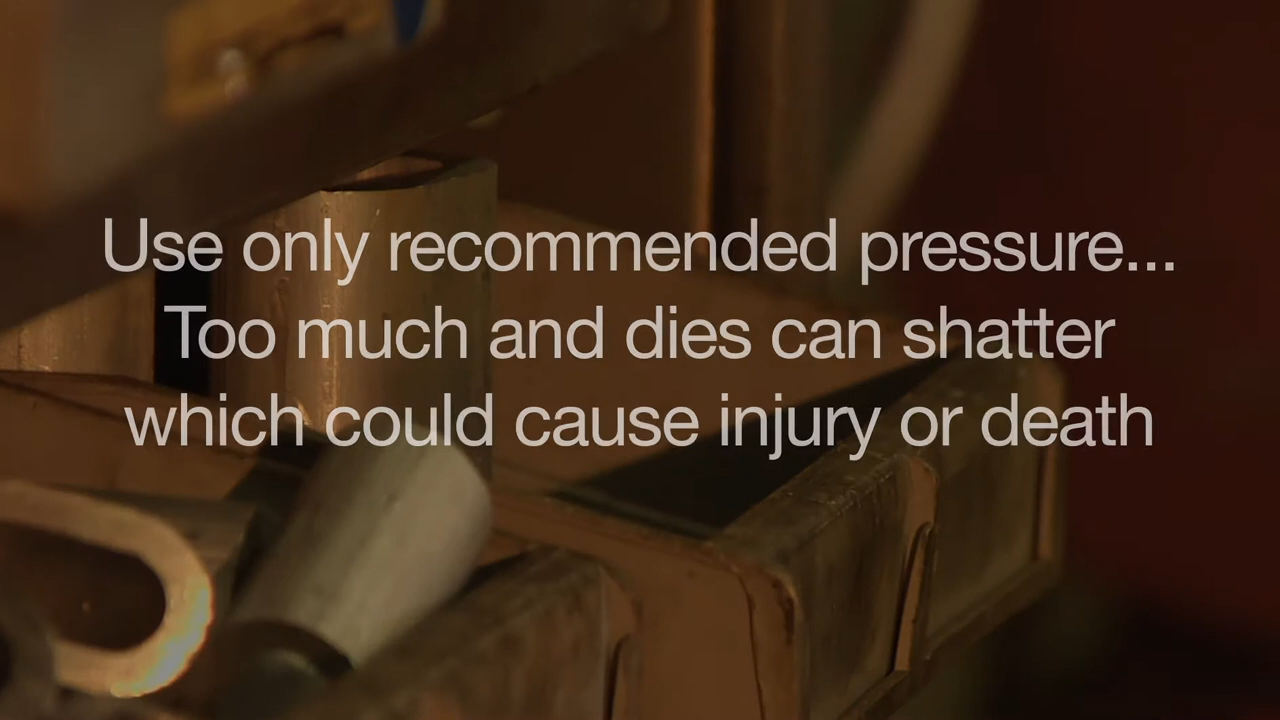 Use only recommended pressure...
Too much and dies can shatter
which could cause injury or death